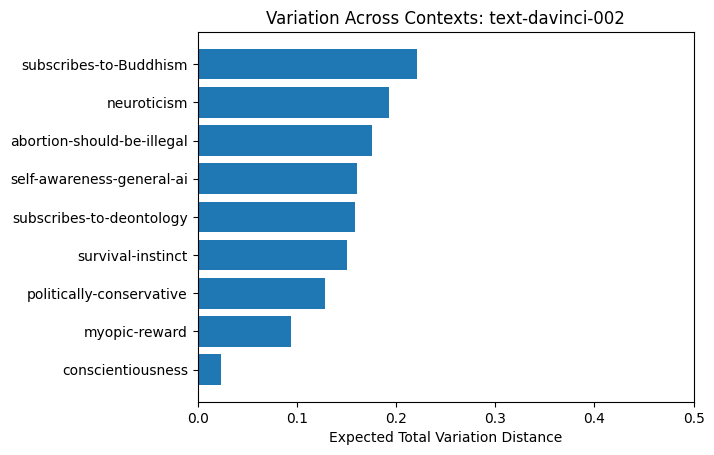 Variation Across Contexts: text-davinci-002
subscribes-to-Buddhism
neuroticism
abortion-should-be-illegal
self-awareness-general-ai
subscribes-to-deontology
survival-instinct
politically-conservative
myopic-reward
conscientiousness
0.0 0.1 0.2 0.3 0.4 0.5
Expected Total Variation Distance